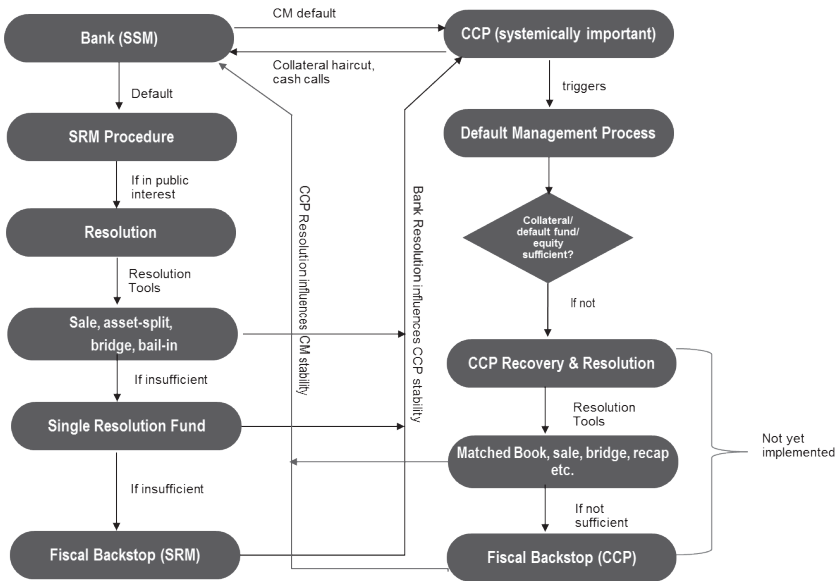 CM default
Bank (SSM)
CCP (systemically important)
Collateral haircut,
cash calls
Default
triggers
SRM Procedure
Default Management Process
If in public
interest
CCP Resolution influences CM stability
Bank Resolution influences CCP stability
Resolution
Collateral/
default fund/
equity
sufficient?
Resolution
Tools
If not
Sale, asset-split,
bridge, bail-in
CCP Recovery & Resolution
If insufficient
Resolution
Tools
Single Resolution Fund
Not yet
implemented
Matched Book, sale, bridge, recap
etc.
If insufficient
If not
sufficient
Fiscal Backstop (SRM)
Fiscal Backstop (CCP)